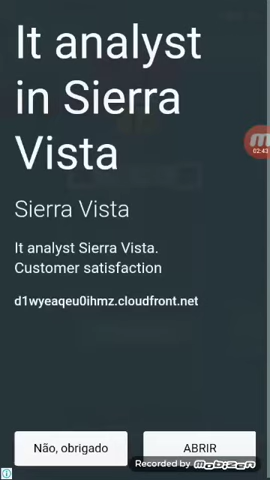 It analyst
in Sierra
Vista
Sierra Vista
It analyst Sierra Vista.
Customer satisfaction
d1wyeaqeu0ihmz.cloudfront.net
02:43
Não, obrigado
ABRIR
Recorded by mobizen